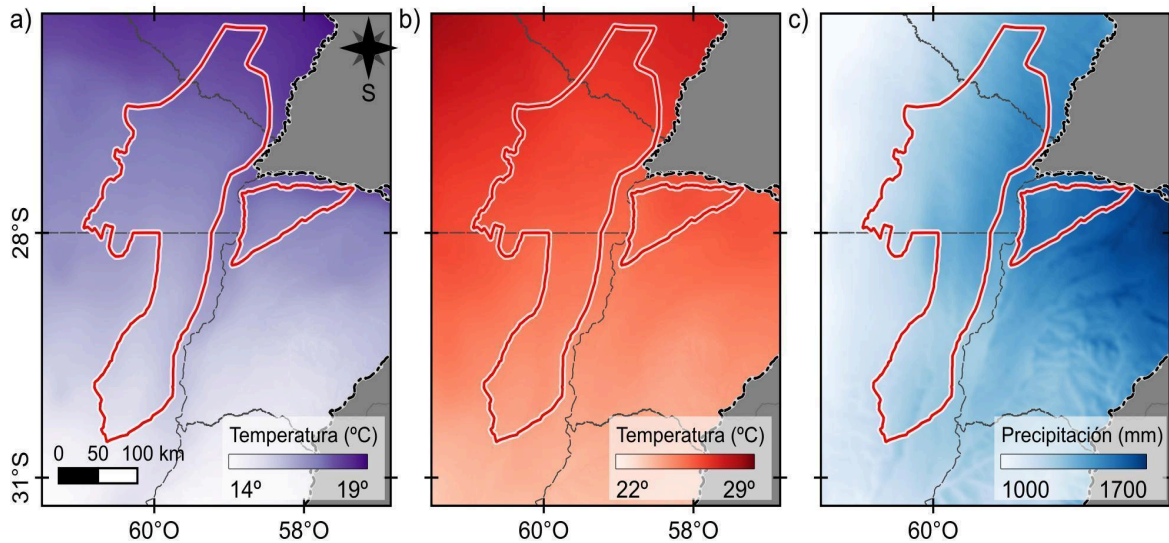 a)
S
b)
c)
28°S
31°S
0 50 100 km
Temperatura (ºC)
14º 19º
Temperatura (ºC)
22º 29º
Precipitación (mm)
1000 1700
60°O 58°O
60°O 58°O
60°O